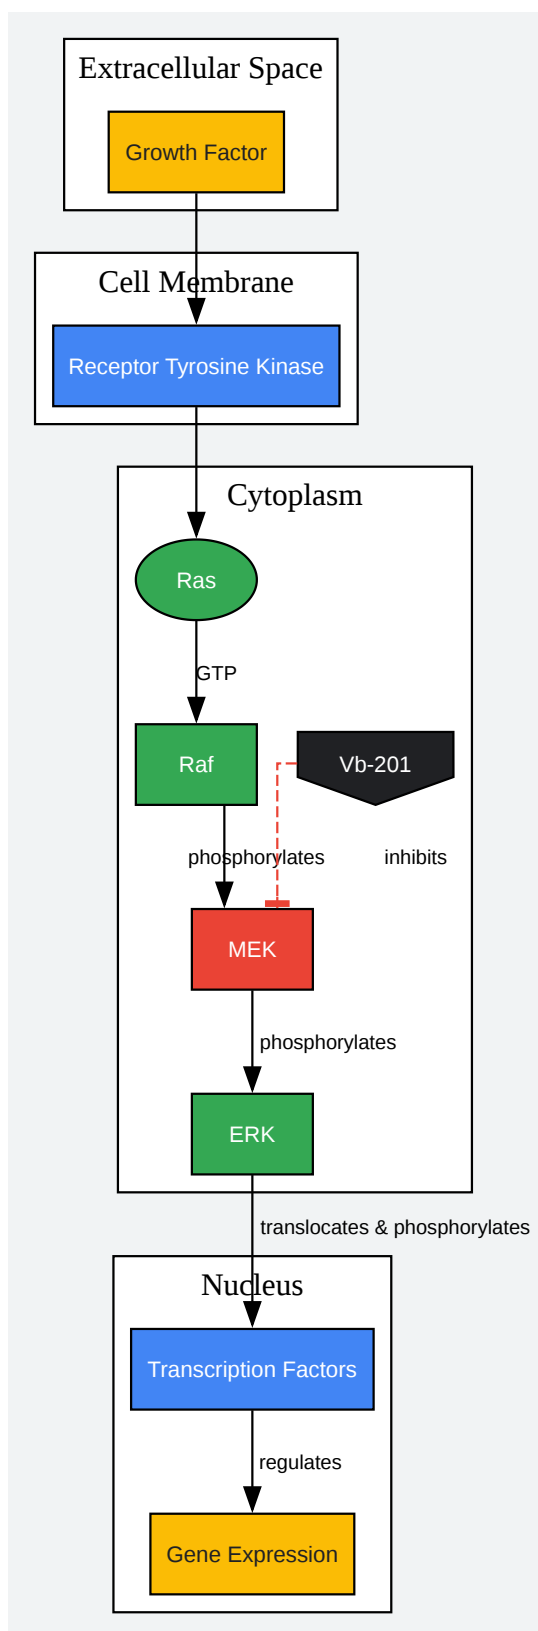 Extracellular Space
Growth Factor
Cell Membrane
Receptor Tyrosine Kinase
Cytoplasm
Ras
GTP
Raf
Vb-201
phosphorylates
inhibits
MEK
phosphorylates
ERK
translocates & phosphorylates
Nucleus
Transcription Factors
regulates
Gene Expression